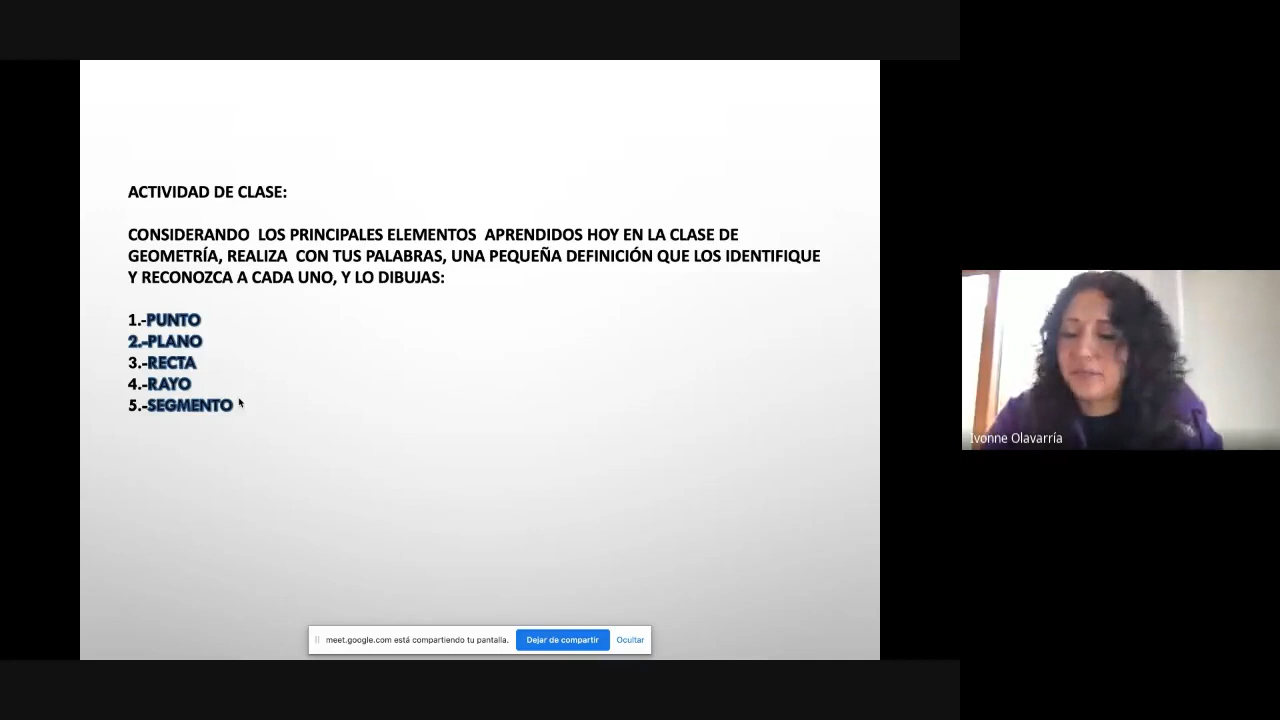 ACTIVIDAD DE CLASE:
CONSIDERANDO LOS PRINCIPALES ELEMENTOS APRENDIDOS HOY EN LA CLASE DE
GEOMETRÍA, REALIZA CON TUS PALABRAS, UNA PEQUEÑA DEFINICIÓN QUE LOS IDENTIFIQUE
Y RECONOZCA A CADA UNO, Y LO DIBUJAS:
1.-PUNTO
2.-PLANO
3.-RECTA
4.-RAYO
5.-SEGMENTO
Ivonne Olavarría
meet.google.com está compartiendo tu pantalla. Dejar de compartir Ocultar